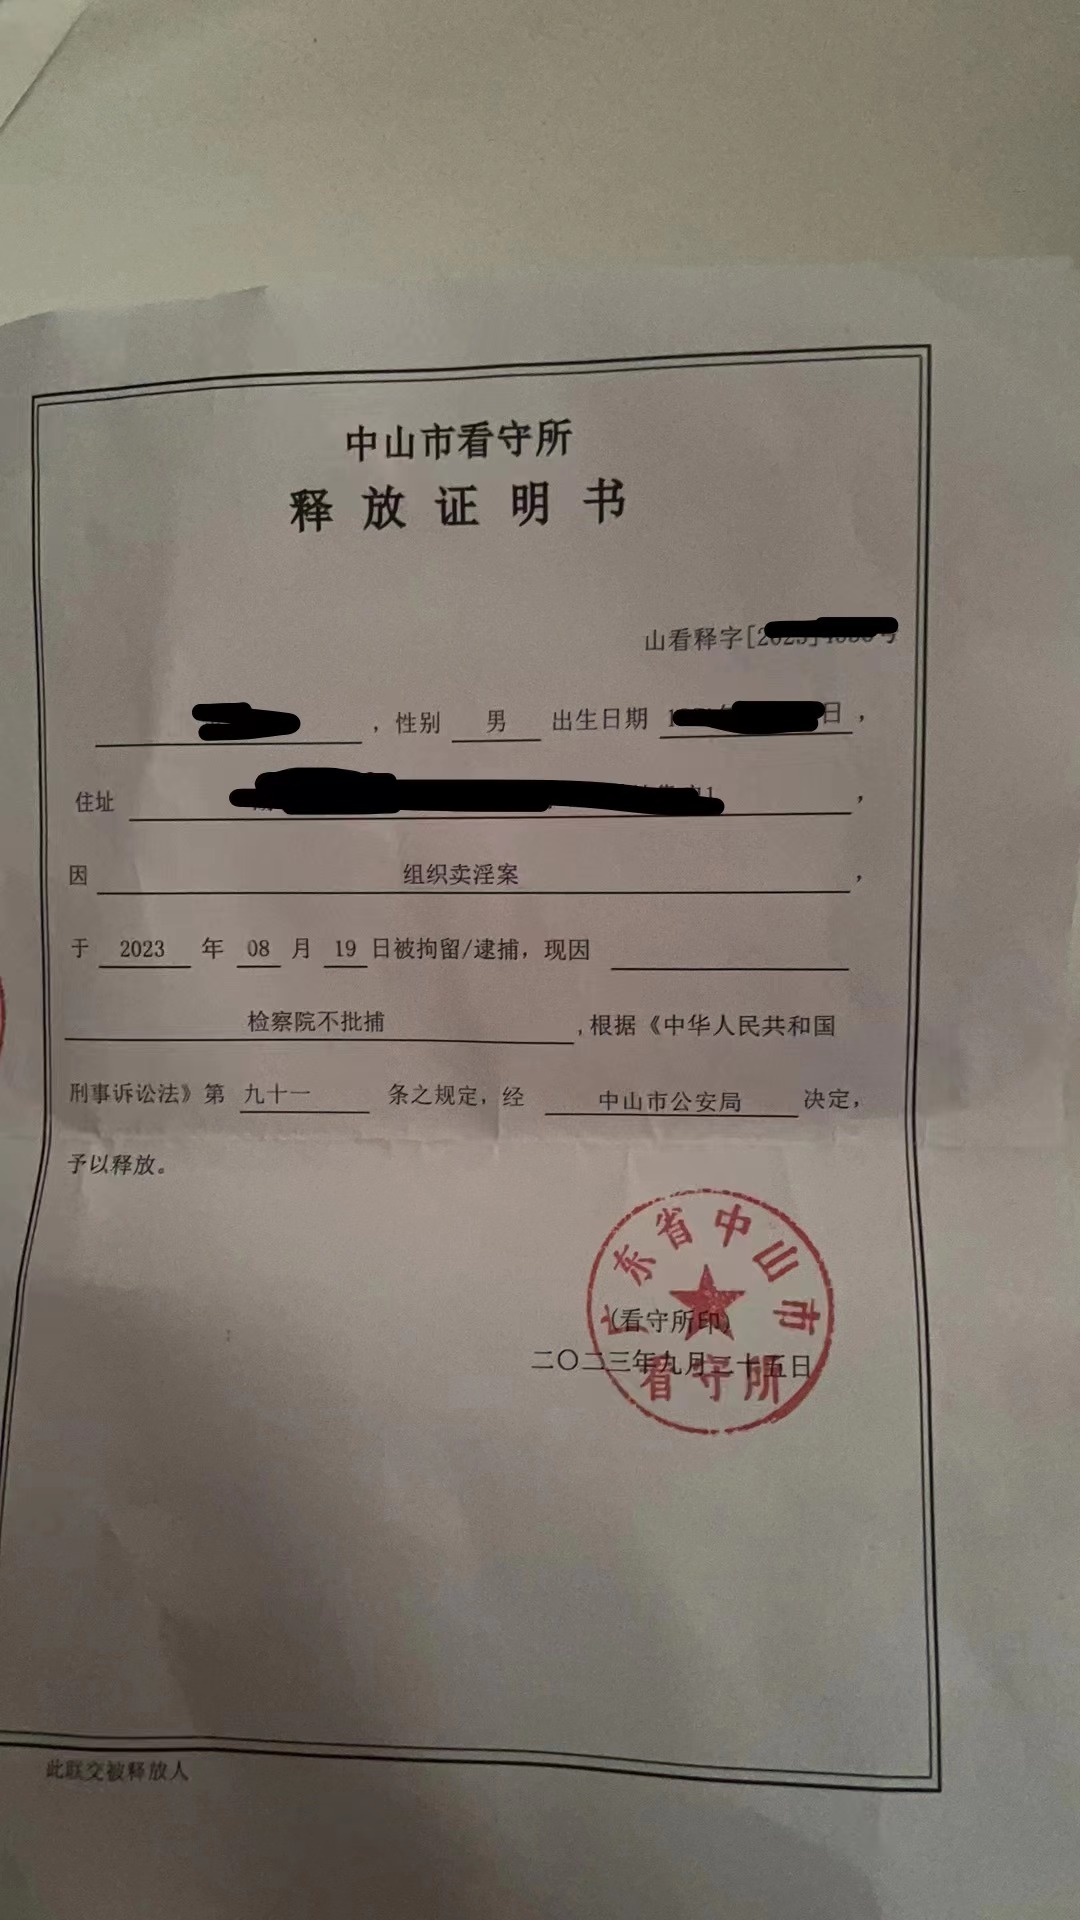 中山市看守所
释放证明书
山看释字[
，性别 男 出生日期 日，
住址 ，
因 组织卖淫案，
于 2023 年 08 月 19 日被拘留/逮捕，现因
检察院不批捕，根据《中华人民共和国
刑事诉讼法》第 九十一 条之规定，经 中山市公安局 决定，
予以释放。
广东省中山市
(看守所印)
二〇二三年九月二十五日
看守所
此联交被释放人